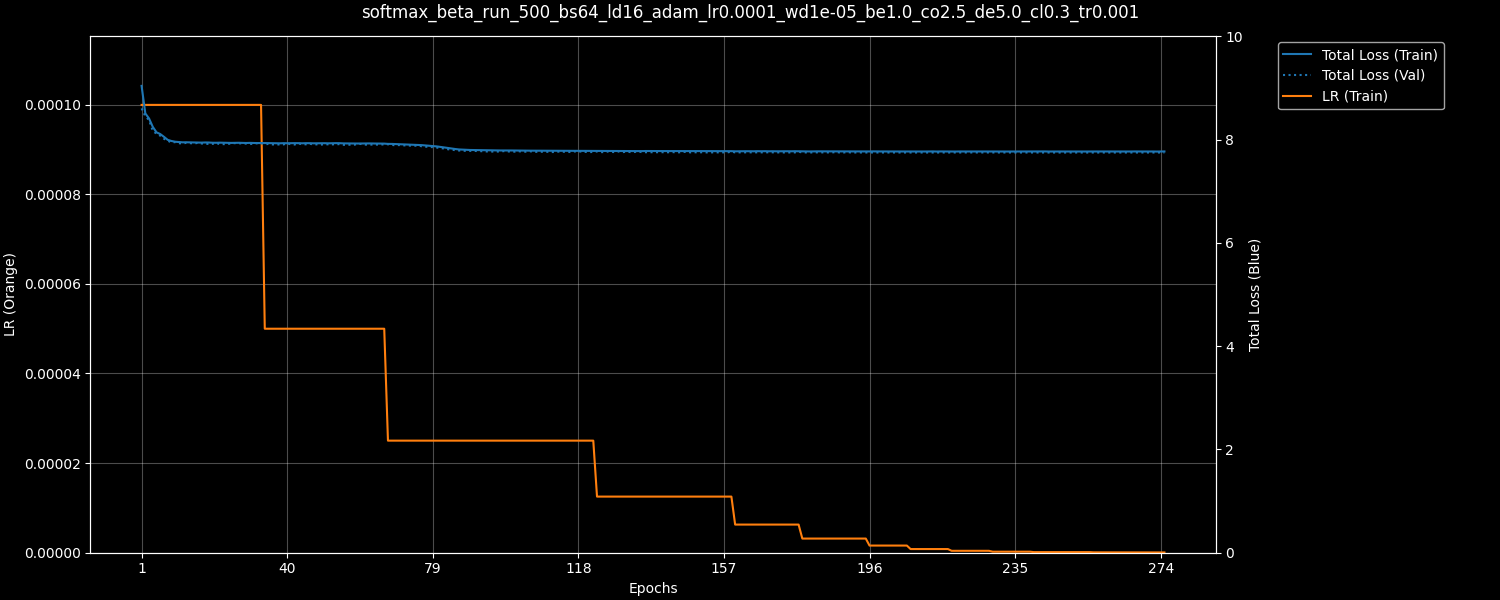 softmax_beta_run_500_bs64_ld16_adam_lr0.0001_wd1e-05_be1.0_co2.5_de5.0_cl0.3_tr0.001
Total Loss (Train)
Total Loss (Val)
LR (Train)
LR (Orange)
0.00010
0.00008
0.00006
0.00004
0.00002
0.00000
10
8
6
4
2
0
Total Loss (Blue)
1 40 79 118 157 196 235 274
Epochs